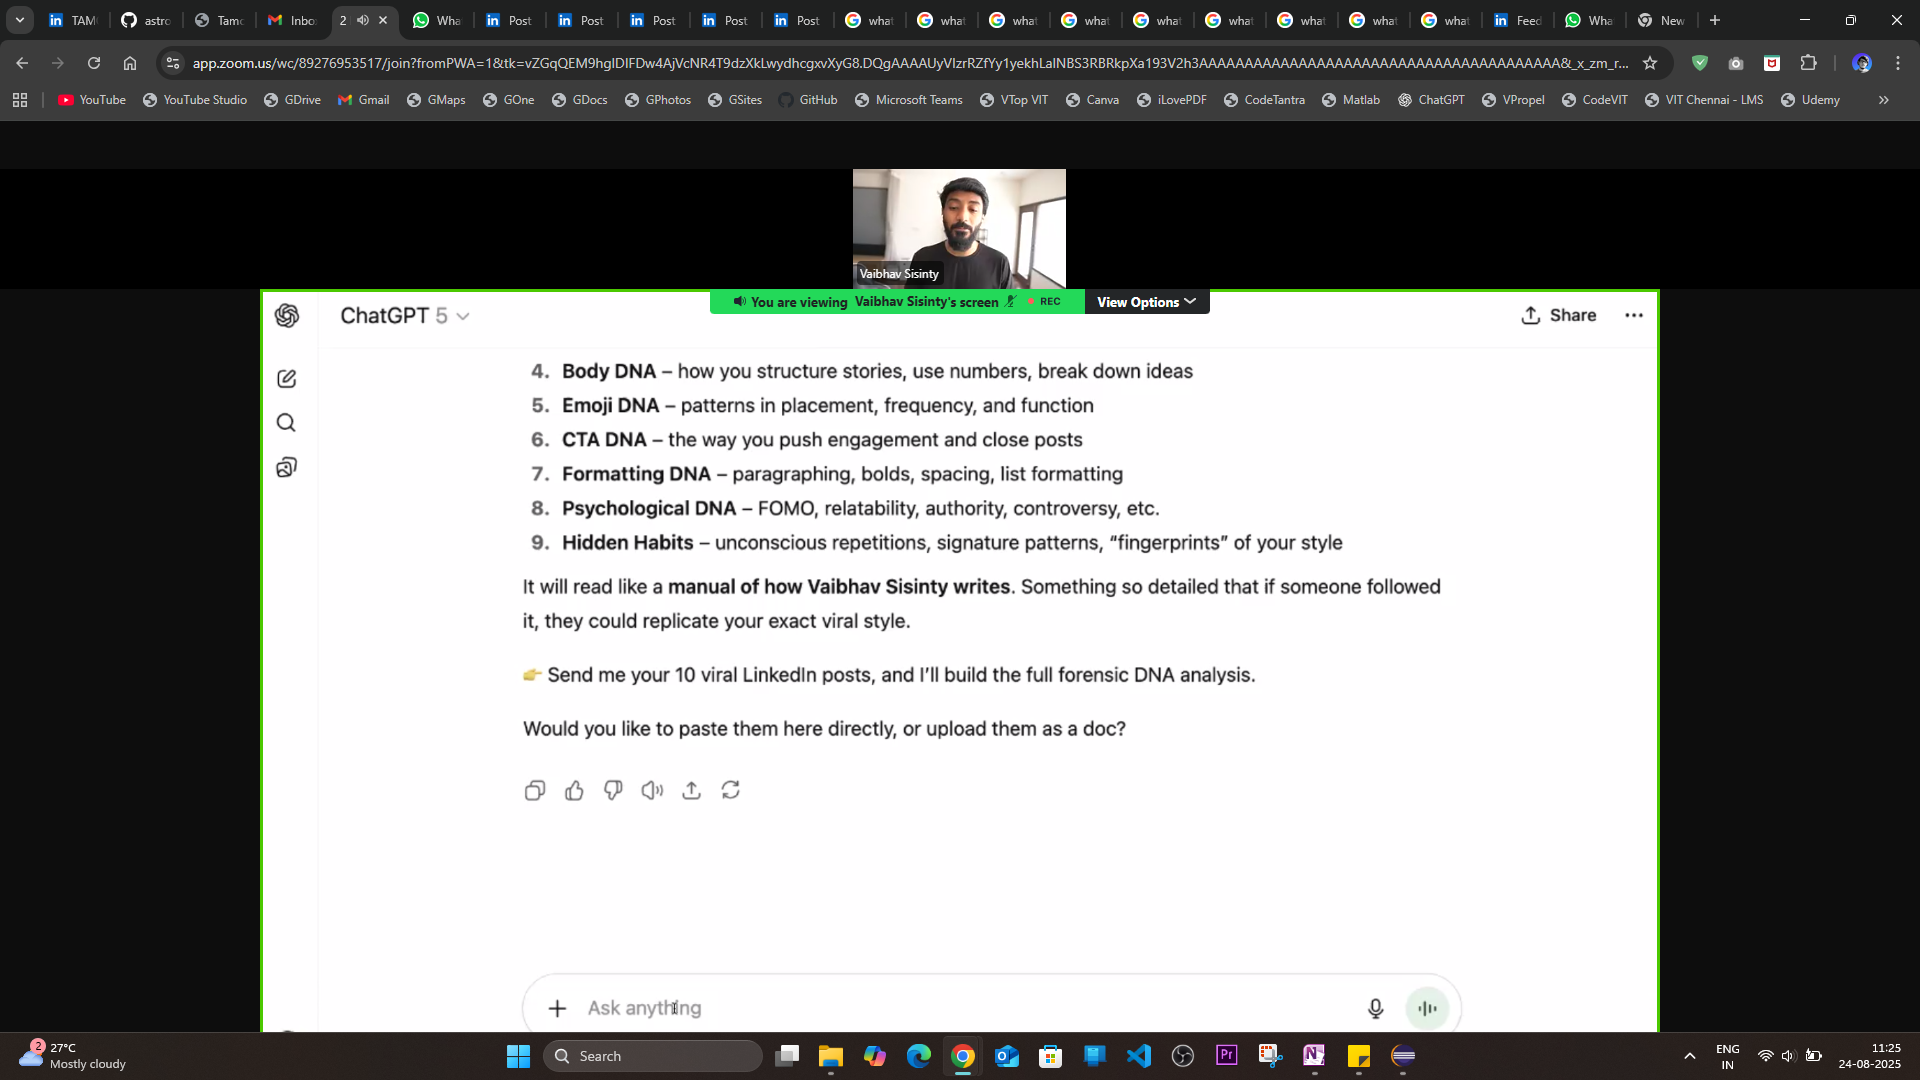 TAM
astro
Tamc
Inbo
2
Wha
Post
Post
Post
Post
Post
what
what
what
what
what
what
what
what
what
Feed
Wha
New
app.zoom.us/wc/89276953517/join?fromPWA=1&tk=
YouTube
YouTube Studio
GDrive
Gmail
GMaps
GOne
GDocs
GPhotos
GSites
GitHub
Microsoft Teams
VTop VIT
Canva
iLovePDF
CodeTantra
Matlab
ChatGPT
VPropel
CodeVIT
VIT Chennai - LMS
Udemy
Vaibhav Sisinty
You are viewing Vaibhav Sisinty's screen
REC
View Options
ChatGPT 5
Share
4. Body DNA – how you structure stories, use numbers, break down ideas
5. Emoji DNA – patterns in placement, frequency, and function
6. CTA DNA – the way you push engagement and close posts
7. Formatting DNA – paragraphing, bolds, spacing, list formatting
8. Psychological DNA – FOMO, relatability, authority, controversy, etc.
9. Hidden Habits – unconscious repetitions, signature patterns, “fingerprints” of your style
It will read like a manual of how Vaibhav Sisinty writes. Something so detailed that if someone followed
it, they could replicate your exact viral style.
👉 Send me your 10 viral LinkedIn posts, and I’ll build the full forensic DNA analysis.
Would you like to paste them here directly, or upload them as a doc?
Ask anything
2
27°C
Mostly cloudy
Search
Pr
ENG
IN
11:25
24-08-2025